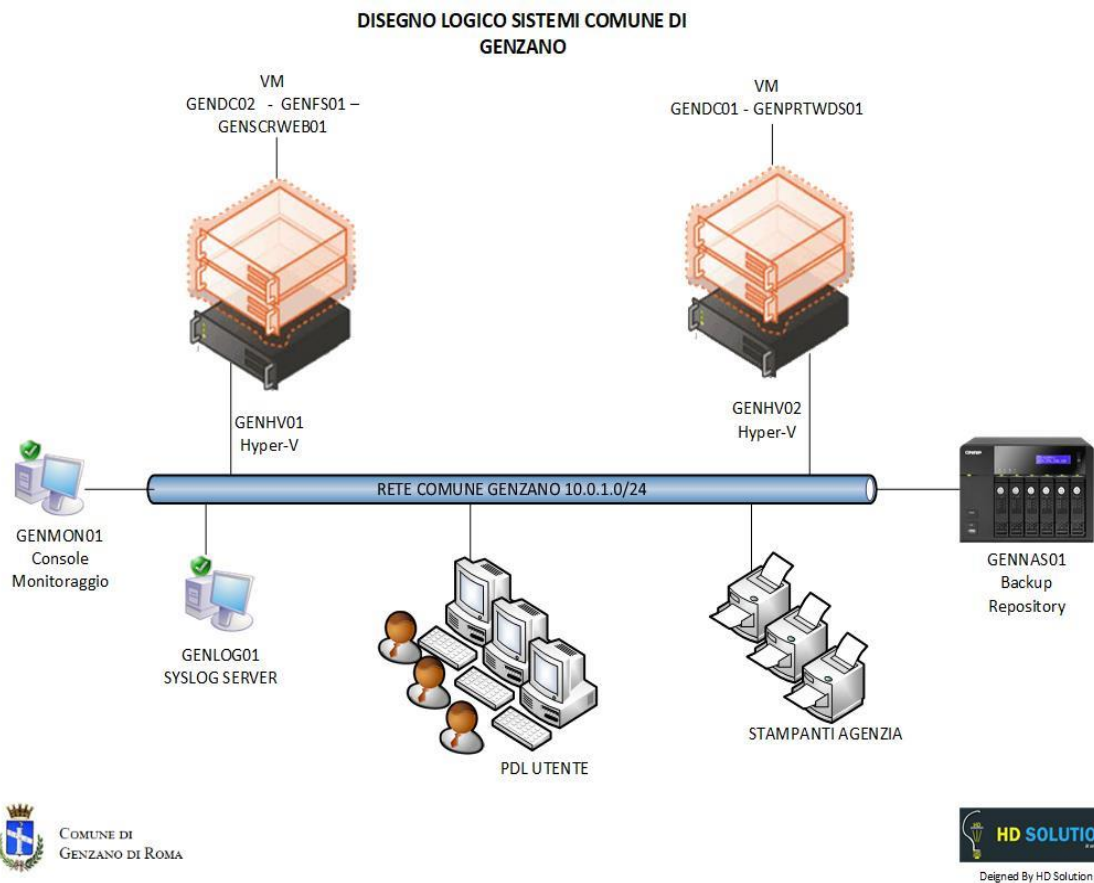 DISEGNO LOGICO SISTEMI COMUNE DI
GENZANO
VM
GENDC02 - GENFS01 –
GENSCRWEB01
VM
GENDC01 - GENPRTWDS01
GENHV01
Hyper-V
GENHV02
Hyper-V
RETE COMUNE GENZANO 10.0.1.0/24
GENMON01
Console
Monitoraggio
GENLOG01
SYSLOG SERVER
PDL UTENTE
STAMPANTI AGENZIA
GENNAS01
Backup
Repository
COMUNE DI
GENZANO DI ROMA
HD SOLUTIO
Deigned By HD Solution